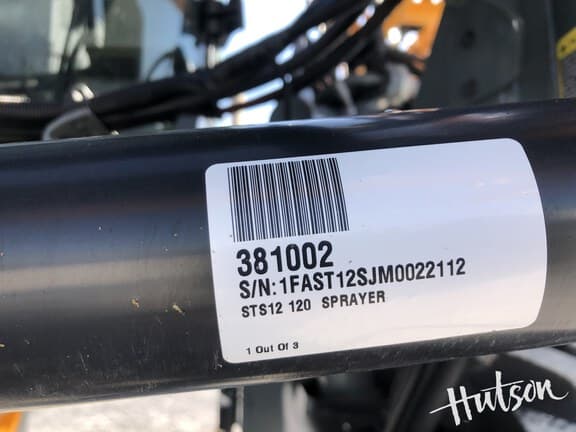 381002
S/N:1FAST12SJM0022112
STS12 120 SPRAYER
1 Out Of 3
Hutson